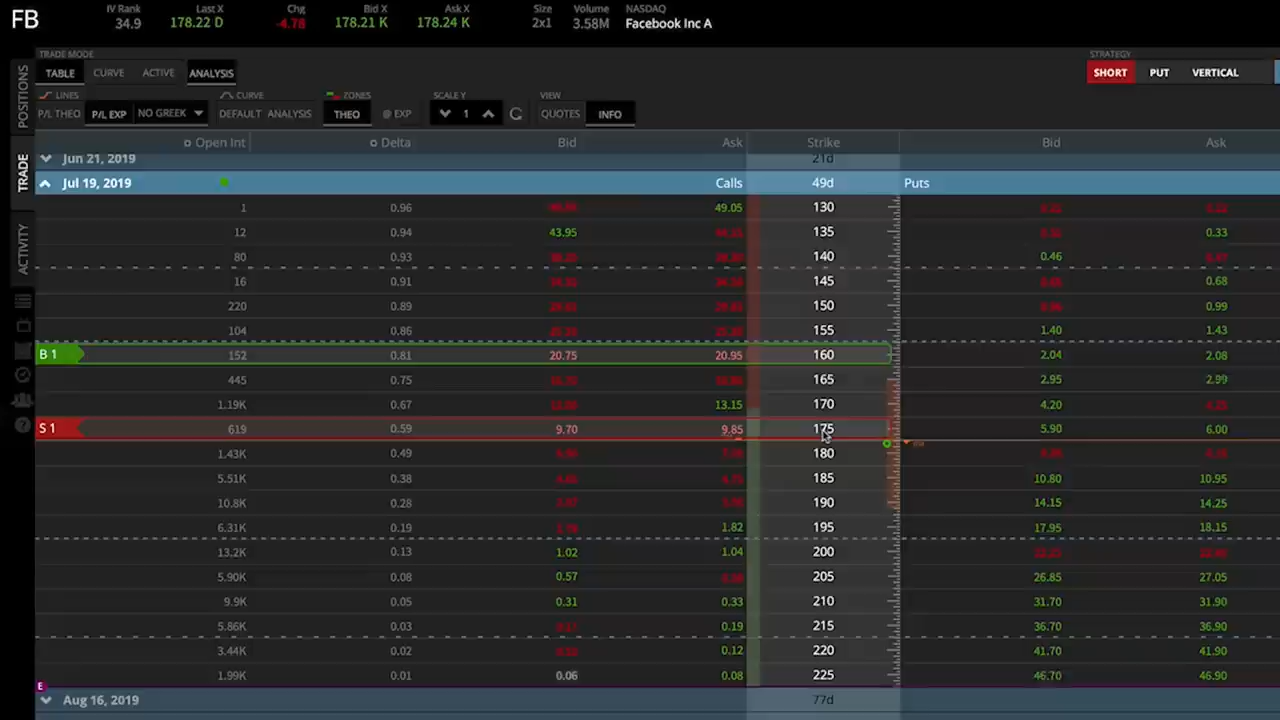 FB
IV Rank Last X Chg Bid X Ask X Size Volume NASDAQ
34.9 178.22 D -4.78 178.21 K 178.24 K 2x1 3.58M Facebook Inc A
TRADE MODE STRATEGY
TABLE CURVE ACTIVE ANALYSIS SHORT PUT VERTICAL
LINES CURVE ZONES SCALE Y VIEW
P/L THEO P/L EXP NO GREEK DEFAULT ANALYSIS THEO @ EXP 1 QUOTES INFO
POSITIONS
TRADE
ACTIVITY
Open Int Delta Bid Ask Strike Bid Ask
Jun 21, 2019 21d
Jul 19, 2019 Calls 49d Puts
1 0.96 49.05 130
12 0.94 43.95 135 0.33
80 0.93 140 0.46
16 0.91 145 0.68
220 0.89 150 0.99
104 0.86 155 1.40 1.43
B 1 152 0.81 20.75 20.95 160 2.04 2.08
445 0.75 165 2.95 2.99
1.19K 0.67 13.15 170 4.20
S 1 619 0.59 9.70 9.85 175 5.90 6.00
1.43K 0.49 180
5.51K 0.38 185 10.80 10.95
10.8K 0.28 190 14.15 14.25
6.31K 0.19 1.82 195 17.95 18.15
13.2K 0.13 1.02 1.04 200
5.90K 0.08 0.57 205 26.85 27.05
9.9K 0.05 0.31 0.33 210 31.70 31.90
5.86K 0.03 0.19 215 36.70 36.90
3.44K 0.02 0.12 220 41.70 41.90
1.99K 0.01 0.06 0.08 225 46.70 46.90
E
Aug 16, 2019 77d